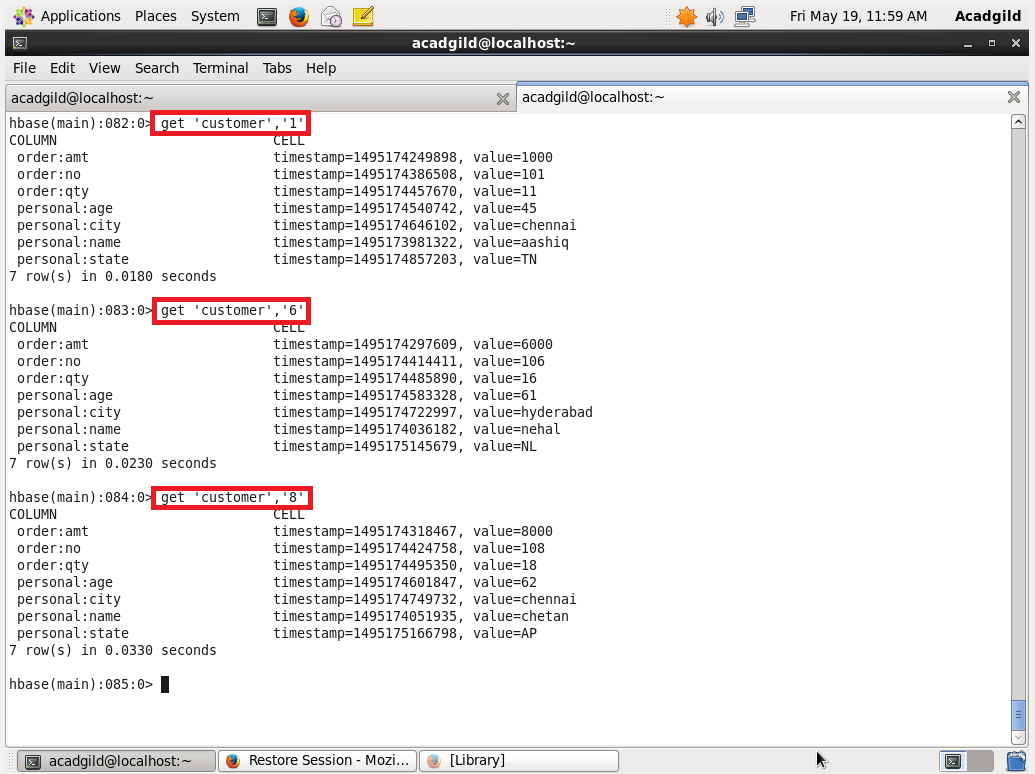 Applications Places System Fri May 19, 11:59 AM Acadgild
acadgild@localhost:~
File Edit View Search Terminal Tabs Help
acadgild@localhost:~ acadgild@localhost:~
hbase(main):082:0> get 'customer','1'
COLUMN CELL
order:amt timestamp=1495174249898, value=1000
order:no timestamp=1495174386508, value=101
order:qty timestamp=1495174457670, value=11
personal:age timestamp=1495174540742, value=45
personal:city timestamp=1495174646102, value=chennai
personal:name timestamp=1495173981322, value=aashiq
personal:state timestamp=1495174857203, value=TN
7 row(s) in 0.0180 seconds
hbase(main):083:0> get 'customer','6'
COLUMN CELL
order:amt timestamp=1495174297609, value=6000
order:no timestamp=1495174414411, value=106
order:qty timestamp=1495174485890, value=16
personal:age timestamp=1495174583328, value=61
personal:city timestamp=1495174722997, value=hyderabad
personal:name timestamp=1495174036182, value=nehal
personal:state timestamp=1495175145679, value=NL
7 row(s) in 0.0230 seconds
hbase(main):084:0> get 'customer','8'
COLUMN CELL
order:amt timestamp=1495174318467, value=8000
order:no timestamp=1495174424758, value=108
order:qty timestamp=1495174495350, value=18
personal:age timestamp=1495174601847, value=62
personal:city timestamp=1495174749732, value=chennai
personal:name timestamp=1495174051935, value=chetan
personal:state timestamp=1495175166798, value=AP
7 row(s) in 0.0330 seconds
hbase(main):085:0>
acadgild@localhost:~ Restore Session - Mozi... [Library]